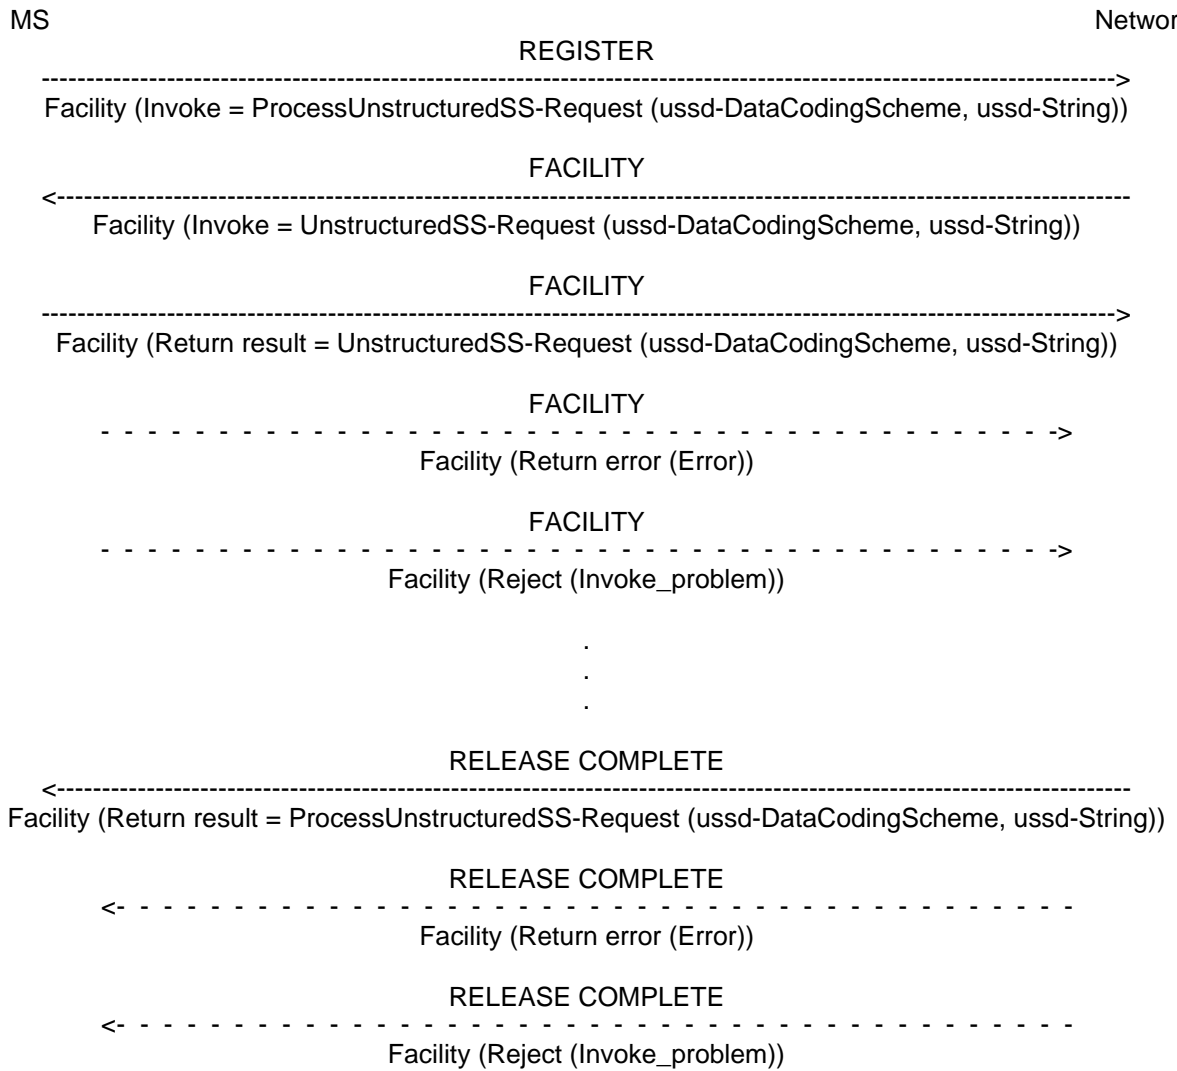 MS Networ
REGISTER
------------------------------------------------------------------------------------------------------------------------>
Facility (Invoke = ProcessUnstructuredSS-Request (ussd-DataCodingScheme, ussd-String))
FACILITY
<------------------------------------------------------------------------------------------------------------------------
Facility (Invoke = UnstructuredSS-Request (ussd-DataCodingScheme, ussd-String))
FACILITY
------------------------------------------------------------------------------------------------------------------------>
Facility (Return result = UnstructuredSS-Request (ussd-DataCodingScheme, ussd-String))
FACILITY
- - - - - - - - - - - - - - - - - - - - - - - - - - - - - - - - - - - - - - - - ->
Facility (Return error (Error))
FACILITY
- - - - - - - - - - - - - - - - - - - - - - - - - - - - - - - - - - - - - - - - ->
Facility (Reject (Invoke_problem))
.
.
.
RELEASE COMPLETE
<------------------------------------------------------------------------------------------------------------------------
Facility (Return result = ProcessUnstructuredSS-Request (ussd-DataCodingScheme, ussd-String))
RELEASE COMPLETE
<- - - - - - - - - - - - - - - - - - - - - - - - - - - - - - - - - - - - - - - - -
Facility (Return error (Error))
RELEASE COMPLETE
<- - - - - - - - - - - - - - - - - - - - - - - - - - - - - - - - - - - - - - - - -
Facility (Reject (Invoke_problem))